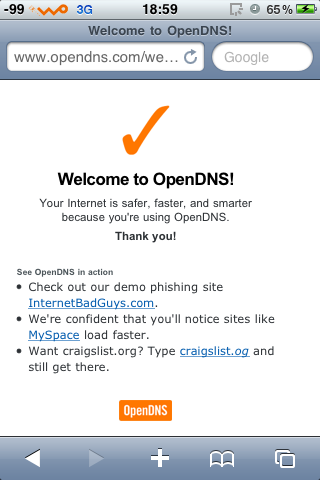 -99 3G 18:59 65%
Welcome to OpenDNS!
www.opendns.com/we... Google
Welcome to OpenDNS!
Your Internet is safer, faster, and smarter
because you're using OpenDNS.
Thank you!
See OpenDNS in action
• Check out our demo phishing site
InternetBadGuys.com.
• We're confident that you'll notice sites like
MySpace load faster.
• Want craigslist.org? Type craigslist.og and
still get there.
OpenDNS